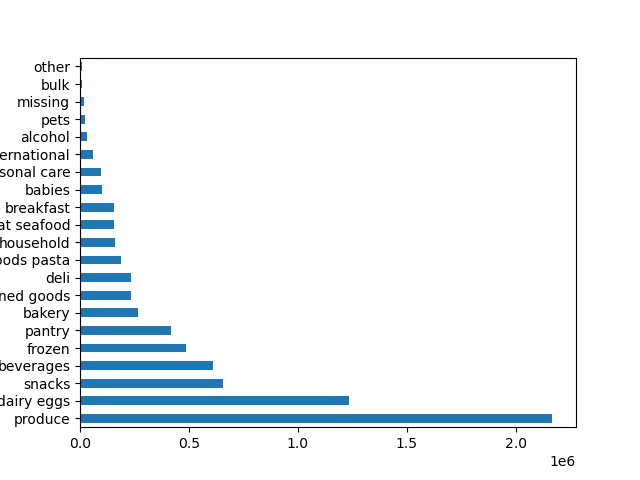 other
bulk
missing
pets
alcohol
ernational
sonal care
babies
breakfast
at seafood
household
oods pasta
deli
ned goods
bakery
pantry
frozen
beverages
snacks
dairy eggs
produce
0.0 0.5 1.0 1.5 2.0
1e6